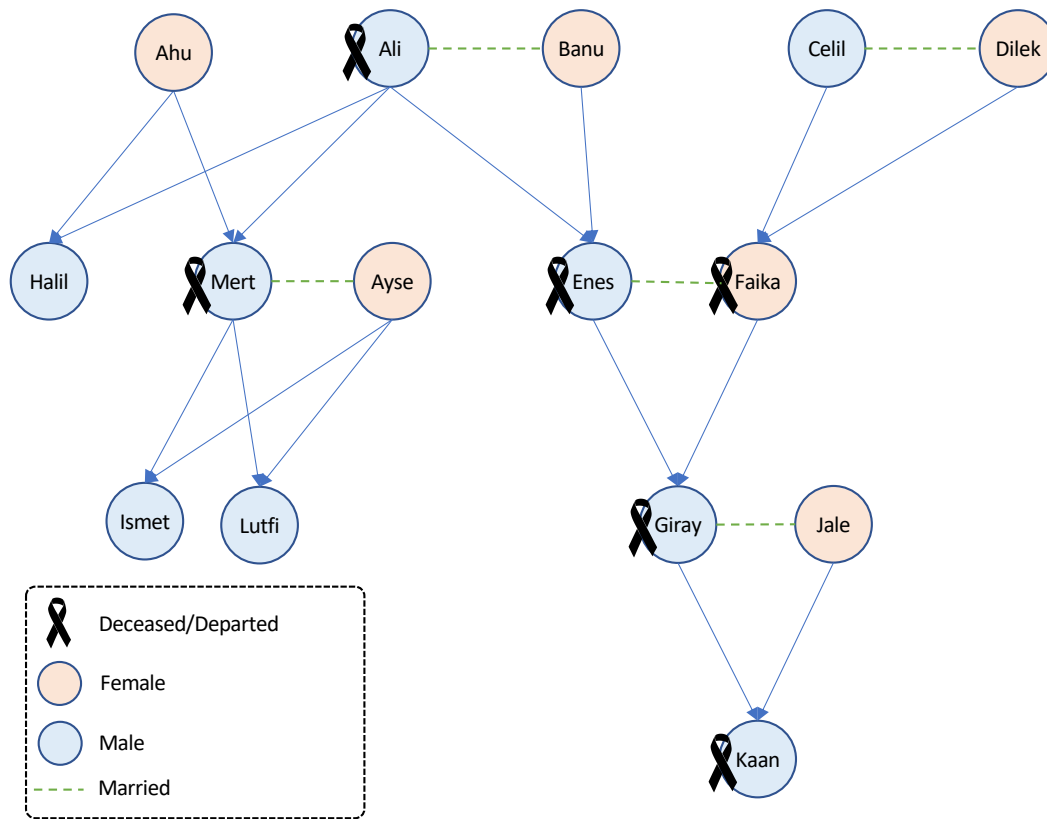 Ahu
Ali
Banu
Celil
Dilek
Halil
Mert
Ayse
Enes
Faika
Ismet
Lutfi
Giray
Jale
Kaan
Deceased/Departed
Female
Male
Married